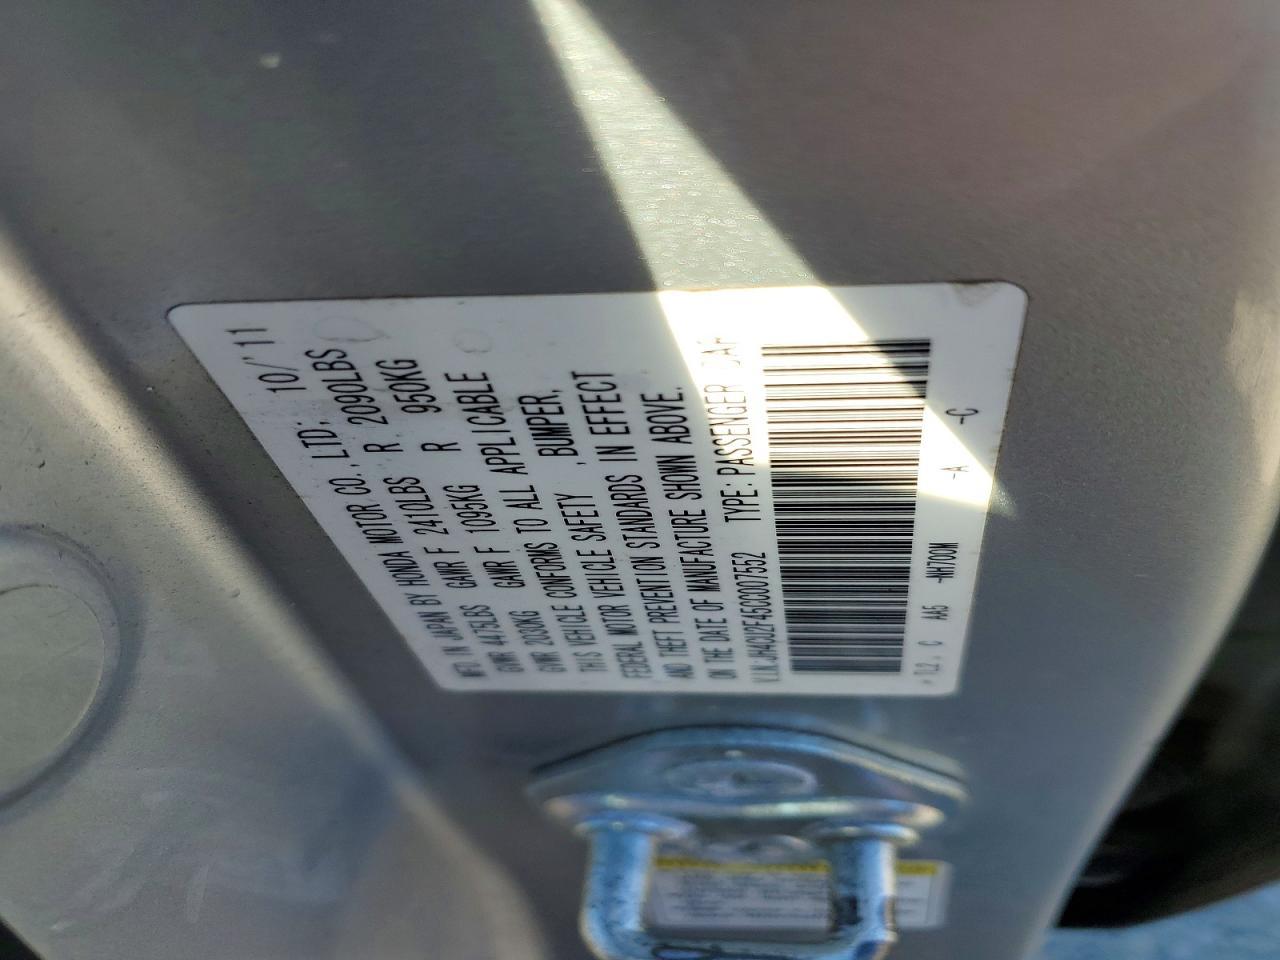 MFD. IN JAPAN BY HONDA MOTOR CO., LTD; 10/'11
GVWR 4475LBS GAWR F 2410LBS R 2090LBS
GVWR 2030KG GAWR F 1095KG R 950KG
THIS VEHICLE CONFORMS TO ALL APPLICABLE
FEDERAL MOTOR VEHICLE SAFETY , BUMPER,
AND THEFT PREVENTION STANDARDS IN EFFECT
ON THE DATE OF MANUFACTURE SHOWN ABOVE.
V.I.N. JH4CU2F45CC007552 TYPE: PASSENGER CAR
TL2 , C AA5 -NH700M -A -C